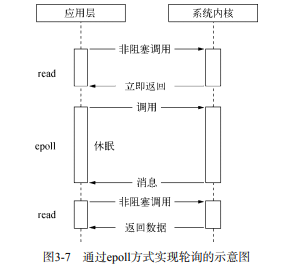 应用层 系统内核
非阻塞调用
read
立即返回
调用
epoll 休眠
消息
非阻塞调用
read
返回数据
图3-7 通过epoll方式实现轮询的示意图